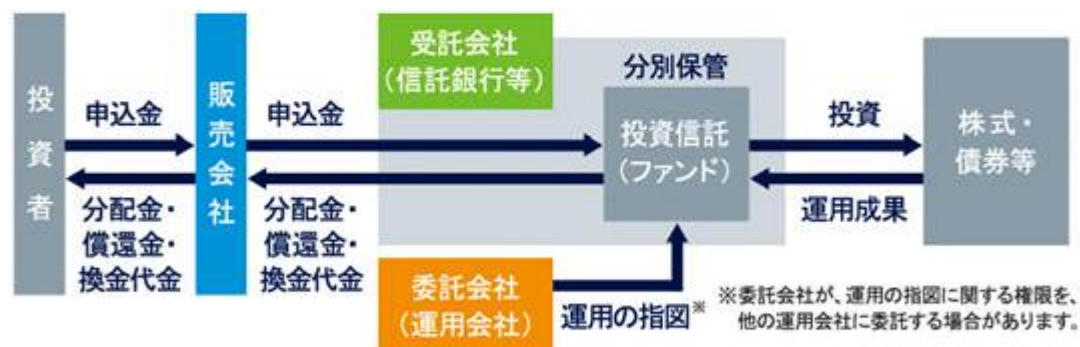 投資者
申込金
分配金・
償還金・
換金代金
販売会社
申込金
分配金・
償還金・
換金代金
受託会社
（信託銀行等）
分別保管
投資信託
（ファンド）
委託会社
（運用会社）
運用の指図※
投資
運用成果
株式・
債券等
※委託会社が、運用の指図に関する権限を、
他の運用会社に委託する場合があります。